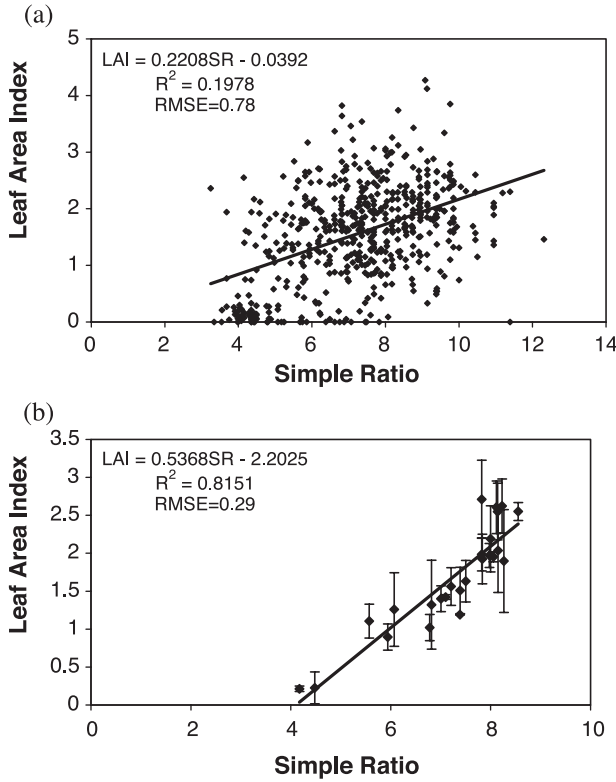 (a)
5
LAI = 0.2208SR - 0.0392
R² = 0.1978
RMSE=0.78
4
3
2
1
0
Leaf Area Index
0 2 4 6 8 10 12 14
Simple Ratio
(b)
3.5
LAI = 0.5368SR - 2.2025
R² = 0.8151
RMSE=0.29
3
2.5
2
1.5
1
0.5
0
Leaf Area Index
0 2 4 6 8 10
Simple Ratio